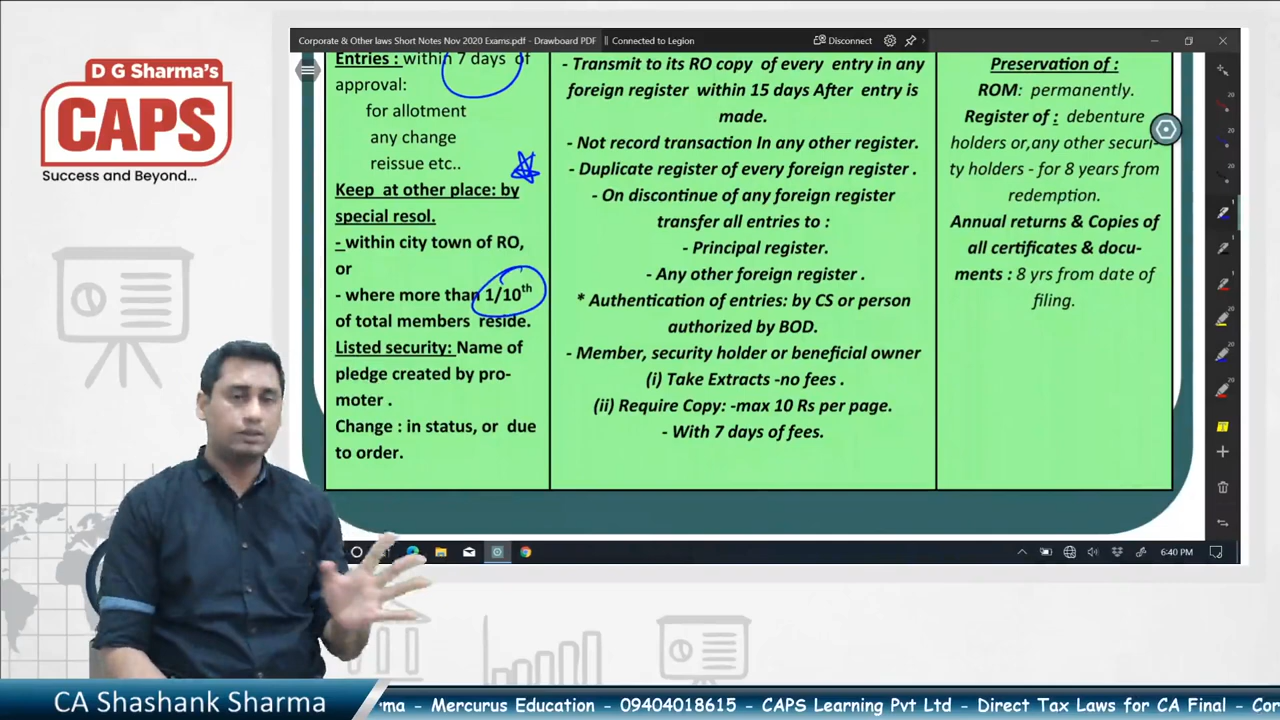 D G Sharma's
CAPS
Success and Beyond...
Corporate & Other laws Short Notes Nov 2020 Exams.pdf - Drawboard PDF
Connected to Legion
Disconnect
Entries : within 7 days of
approval:
for allotment
any change
reissue etc..
Keep at other place: by
special resol.
- within city town of RO,
or
- where more than 1/10th
of total members reside.
Listed security: Name of
pledge created by pro-
moter .
Change : in status, or due
to order.
- Transmit to its RO copy of every entry in any
foreign register within 15 days After entry is
made.
- Not record transaction In any other register.
- Duplicate register of every foreign register .
- On discontinue of any foreign register
transfer all entries to :
- Principal register.
- Any other foreign register .
* Authentication of entries: by CS or person
authorized by BOD.
- Member, security holder or beneficial owner
(i) Take Extracts -no fees .
(ii) Require Copy: -max 10 Rs per page.
- With 7 days of fees.
Preservation of :
ROM: permanently.
Register of : debenture
holders or,any other securi-
ty holders - for 8 years from
redemption.
Annual returns & Copies of
all certificates & docu-
ments : 8 yrs from date of
filing.
20
20
20
1
1
1
20
20
20
6:40 PM
CA Shashank Sharma
rma - Mercurus Education - 09404018615 - CAPS Learning Pvt Ltd - Direct Tax Laws for CA Final - Cor